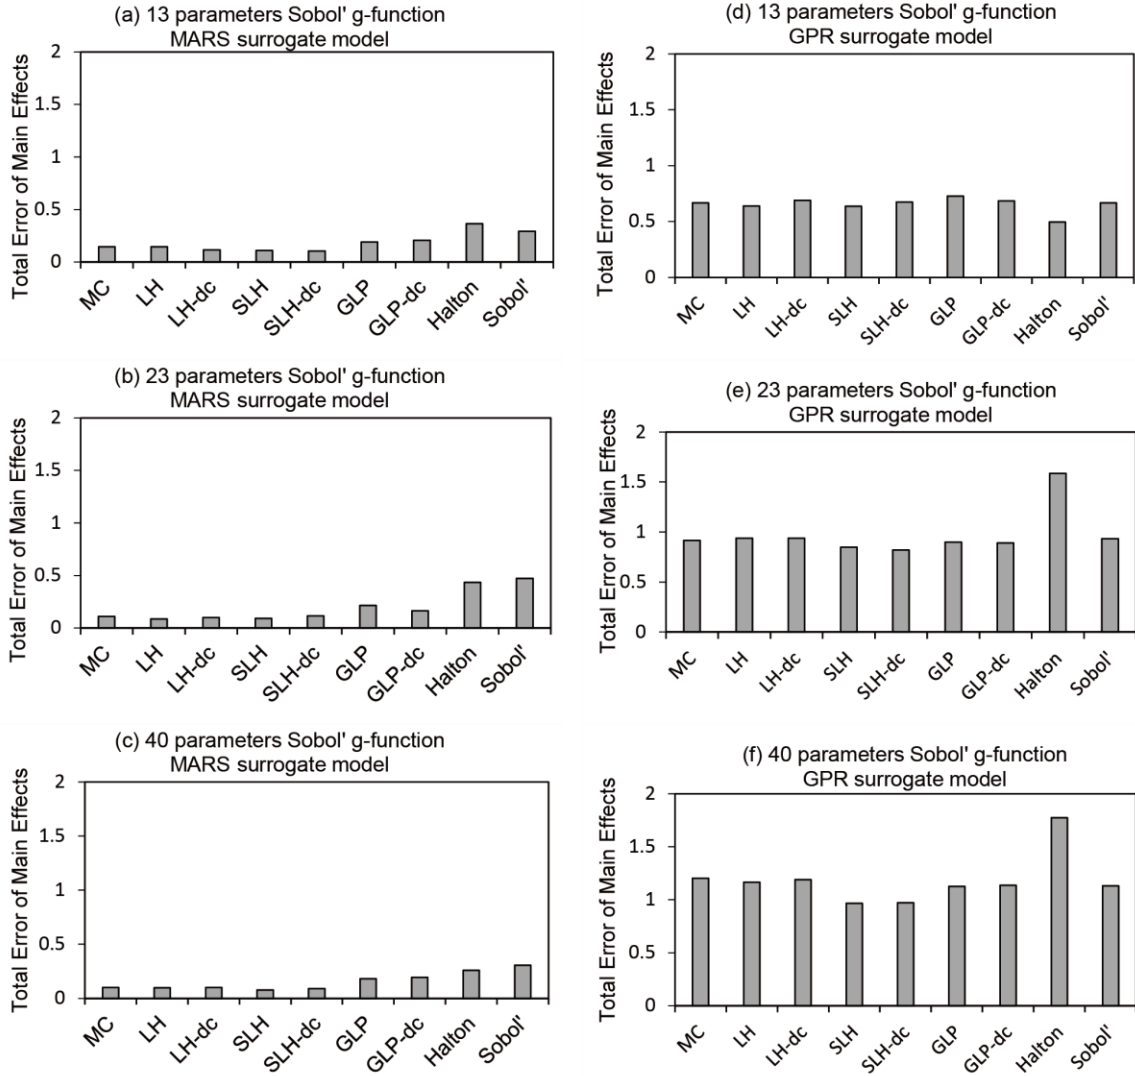 (a) 13 parameters Sobol' g-function
MARS surrogate model
Total Error of Main Effects
2
1.5
1
0.5
0
MC
LH
LH-dc
SLH
SLH-dc
GLP
GLP-dc
Halton
Sobol'
(d) 13 parameters Sobol' g-function
GPR surrogate model
Total Error of Main Effects
2
1.5
1
0.5
0
MC
LH
LH-dc
SLH
SLH-dc
GLP
GLP-dc
Halton
Sobol'
(b) 23 parameters Sobol' g-function
MARS surrogate model
Total Error of Main Effects
2
1.5
1
0.5
0
MC
LH
LH-dc
SLH
SLH-dc
GLP
GLP-dc
Halton
Sobol'
(e) 23 parameters Sobol' g-function
GPR surrogate model
Total Error of Main Effects
2
1.5
1
0.5
0
MC
LH
LH-dc
SLH
SLH-dc
GLP
GLP-dc
Halton
Sobol'
(c) 40 parameters Sobol' g-function
MARS surrogate model
Total Error of Main Effects
2
1.5
1
0.5
0
MC
LH
LH-dc
SLH
SLH-dc
GLP
GLP-dc
Halton
Sobol'
(f) 40 parameters Sobol' g-function
GPR surrogate model
Total Error of Main Effects
2
1.5
1
0.5
0
MC
LH
LH-dc
SLH
SLH-dc
GLP
GLP-dc
Halton
Sobol'